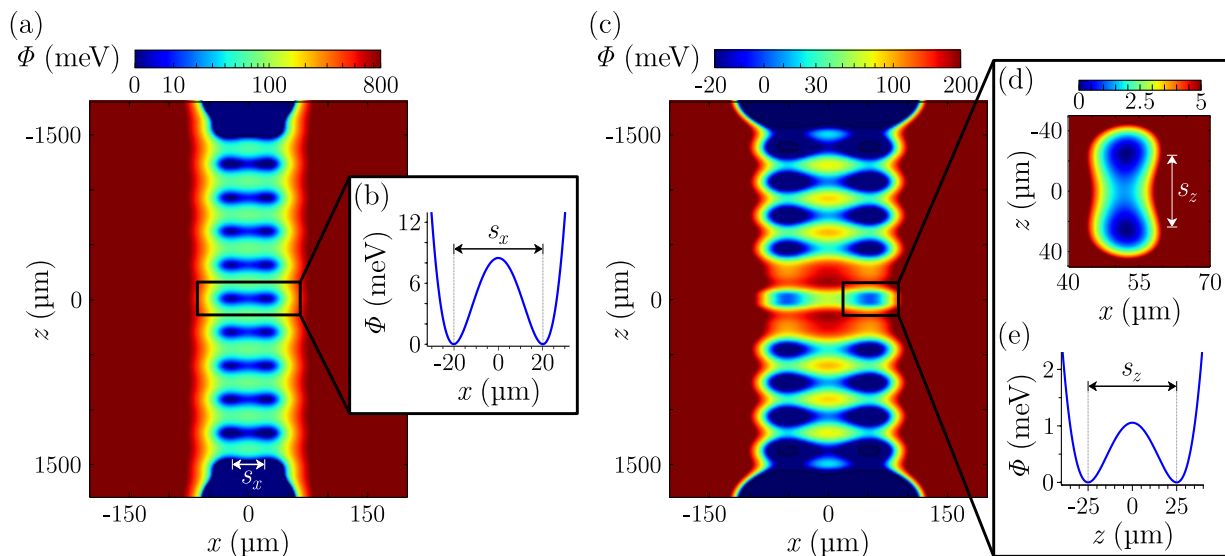 (a)
Φ (meV)
0 10 100 800
-1500
0
1500
z (µm)
s_x
-150 0 150
x (µm)
(b)
12
8
4
0
Φ (meV)
s_x
-20 0 20
x (µm)
(c)
Φ (meV)
-20 0 30 100 200
-1500
0
1500
z (µm)
-150 0 150
x (µm)
(d)
0 2.5 5
-40
0
40
z (µm)
s_z
40 70
x (µm)
(e)
2
1
0
Φ (meV)
s_z
-25 0 25
z (µm)